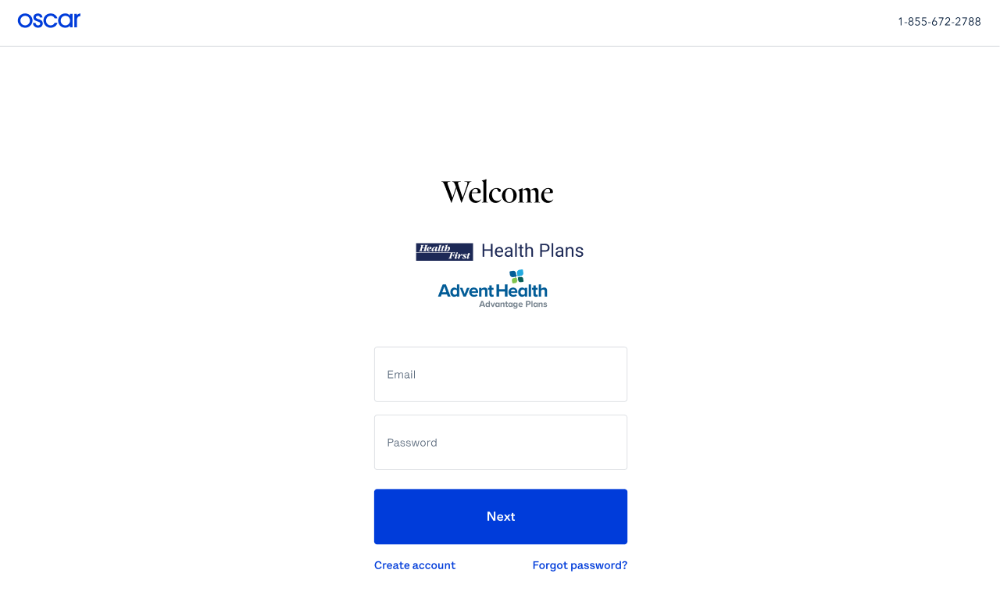 oscar
1-855-672-2788
Welcome
Health First Health Plans
AdventHealth
Advantage Plans
Email
Password
Next
Create account
Forgot password?